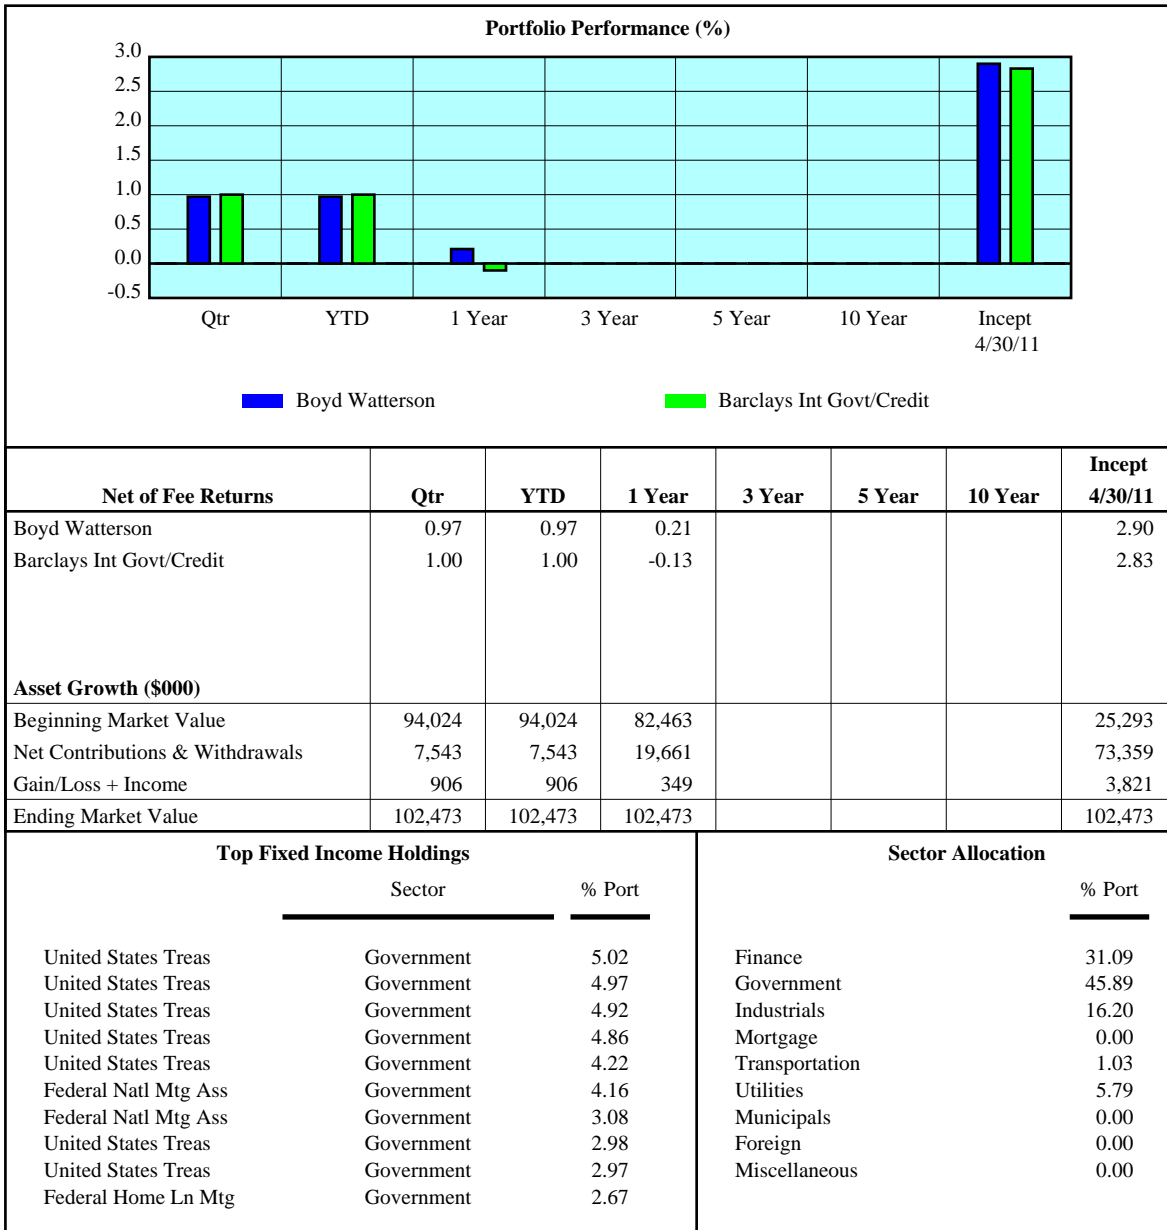 Portfolio Performance (%)
3.0
2.5
2.0
1.5
1.0
0.5
0.0
-0.5
Qtr YTD 1 Year 3 Year 5 Year 10 Year Incept
4/30/11
Boyd Watterson Barclays Int Govt/Credit
Incept
Net of Fee Returns Qtr YTD 1 Year 3 Year 5 Year 10 Year 4/30/11
Boyd Watterson 0.97 0.97 0.21 2.90
Barclays Int Govt/Credit 1.00 1.00 -0.13 2.83
Asset Growth ($000)
Beginning Market Value 94,024 94,024 82,463 25,293
Net Contributions & Withdrawals 7,543 7,543 19,661 73,359
Gain/Loss + Income 906 906 349 3,821
Ending Market Value 102,473 102,473 102,473 102,473
Top Fixed Income Holdings
Sector % Port
United States Treas Government 5.02
United States Treas Government 4.97
United States Treas Government 4.92
United States Treas Government 4.86
United States Treas Government 4.22
Federal Natl Mtg Ass Government 4.16
Federal Natl Mtg Ass Government 3.08
United States Treas Government 2.98
United States Treas Government 2.97
Federal Home Ln Mtg Government 2.67
Sector Allocation
% Port
Finance 31.09
Government 45.89
Industrials 16.20
Mortgage 0.00
Transportation 1.03
Utilities 5.79
Municipals 0.00
Foreign 0.00
Miscellaneous 0.00